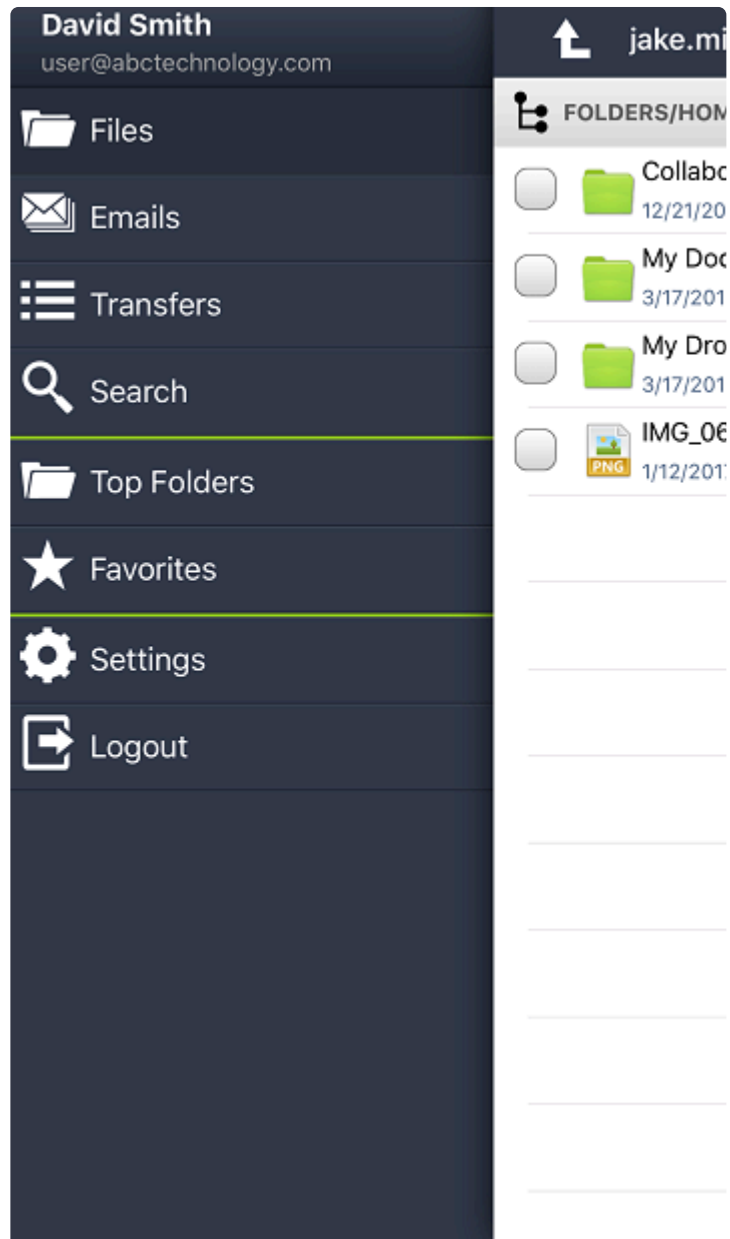 David Smith
user@abctechnology.com
Files
Emails
Transfers
Search
Top Folders
Favorites
Settings
Logout
jake.mi
FOLDERS/HOM
Collabo
12/21/20
My Doc
3/17/201
My Dro
3/17/201
IMG_06
PNG
1/12/2017